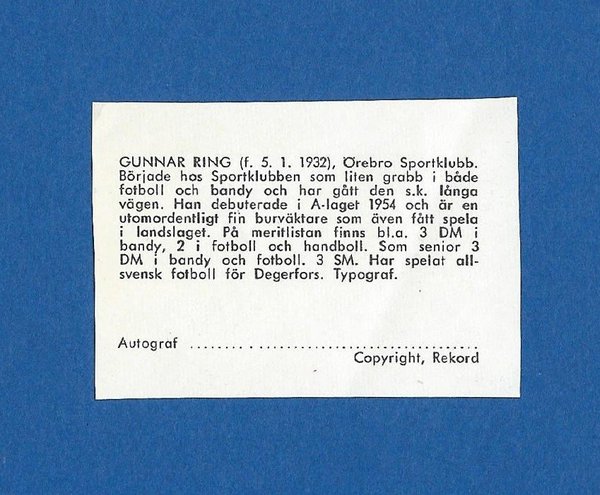 GUNNAR RING (f. 5. 1. 1932), Örebro Sportklubb.
Började hos Sportklubben som liten grabb i både
fotboll och bandy och har gått den s.k. långa
vägen. Han debuterade i A-laget 1954 och är en
utomordentligt fin burväktare som även fått spela
i landslaget. På meritlistan finns bl.a. 3 DM i
bandy, 2 i fotboll och handboll. Som senior 3
DM i bandy och fotboll. 3 SM. Har spelat all-
svensk fotboll för Degerfors. Typograf.
Autograf ................................................
Copyright, Rekord